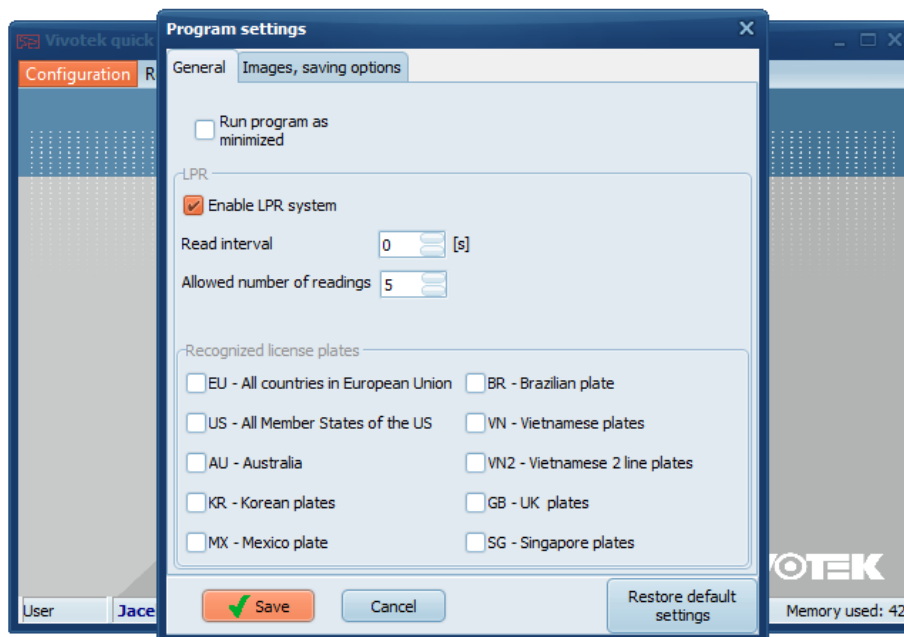 Vivotek quick
Program settings
Configuration
General
Images, saving options
Run program as
minimized
LPR
Enable LPR system
Read interval
0
[s]
Allowed number of readings
5
Recognized license plates
EU - All countries in European Union
BR - Brazilian plate
US - All Member States of the US
VN - Vietnamese plates
AU - Australia
VN2 - Vietnamese 2 line plates
KR - Korean plates
GB - UK plates
MX - Mexico plate
SG - Singapore plates
Save
Cancel
Restore default
settings
User
Jace
VOTEK
Memory used: 42